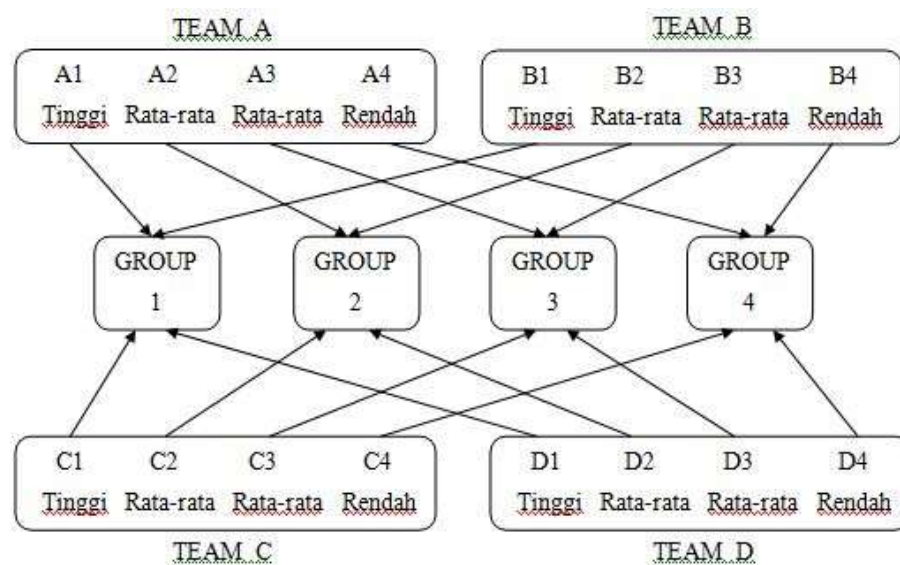 TEAM A
TEAM B
A1 A2 A3 A4
Tinggi Rata-rata Rata-rata Rendah
B1 B2 B3 B4
Tinggi Rata-rata Rata-rata Rendah
GROUP
1
GROUP
2
GROUP
3
GROUP
4
C1 C2 C3 C4
Tinggi Rata-rata Rata-rata Rendah
TEAM C
D1 D2 D3 D4
Tinggi Rata-rata Rata-rata Rendah
TEAM D